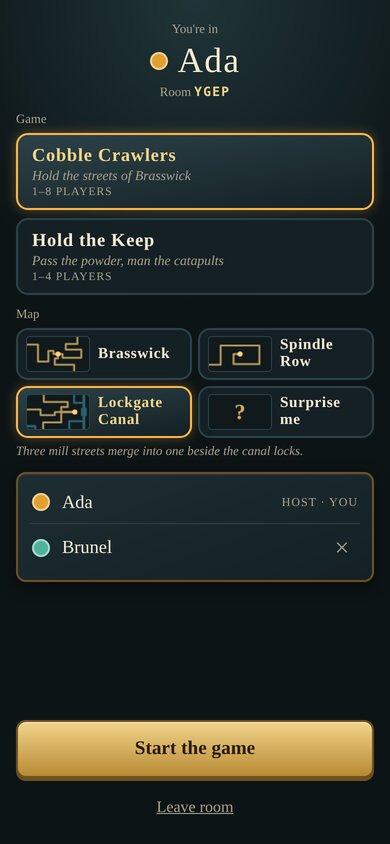 You're in
Ada
Room YGEP
Game
Cobble Crawlers
Hold the streets of Brasswick
1–8 PLAYERS
Hold the Keep
Pass the powder, man the catapults
1–4 PLAYERS
Map
Brasswick
Spindle
Row
Lockgate
Canal
?
Surprise
me
Three mill streets merge into one beside the canal locks.
Ada
HOST · YOU
Brunel
×
Start the game
Leave room